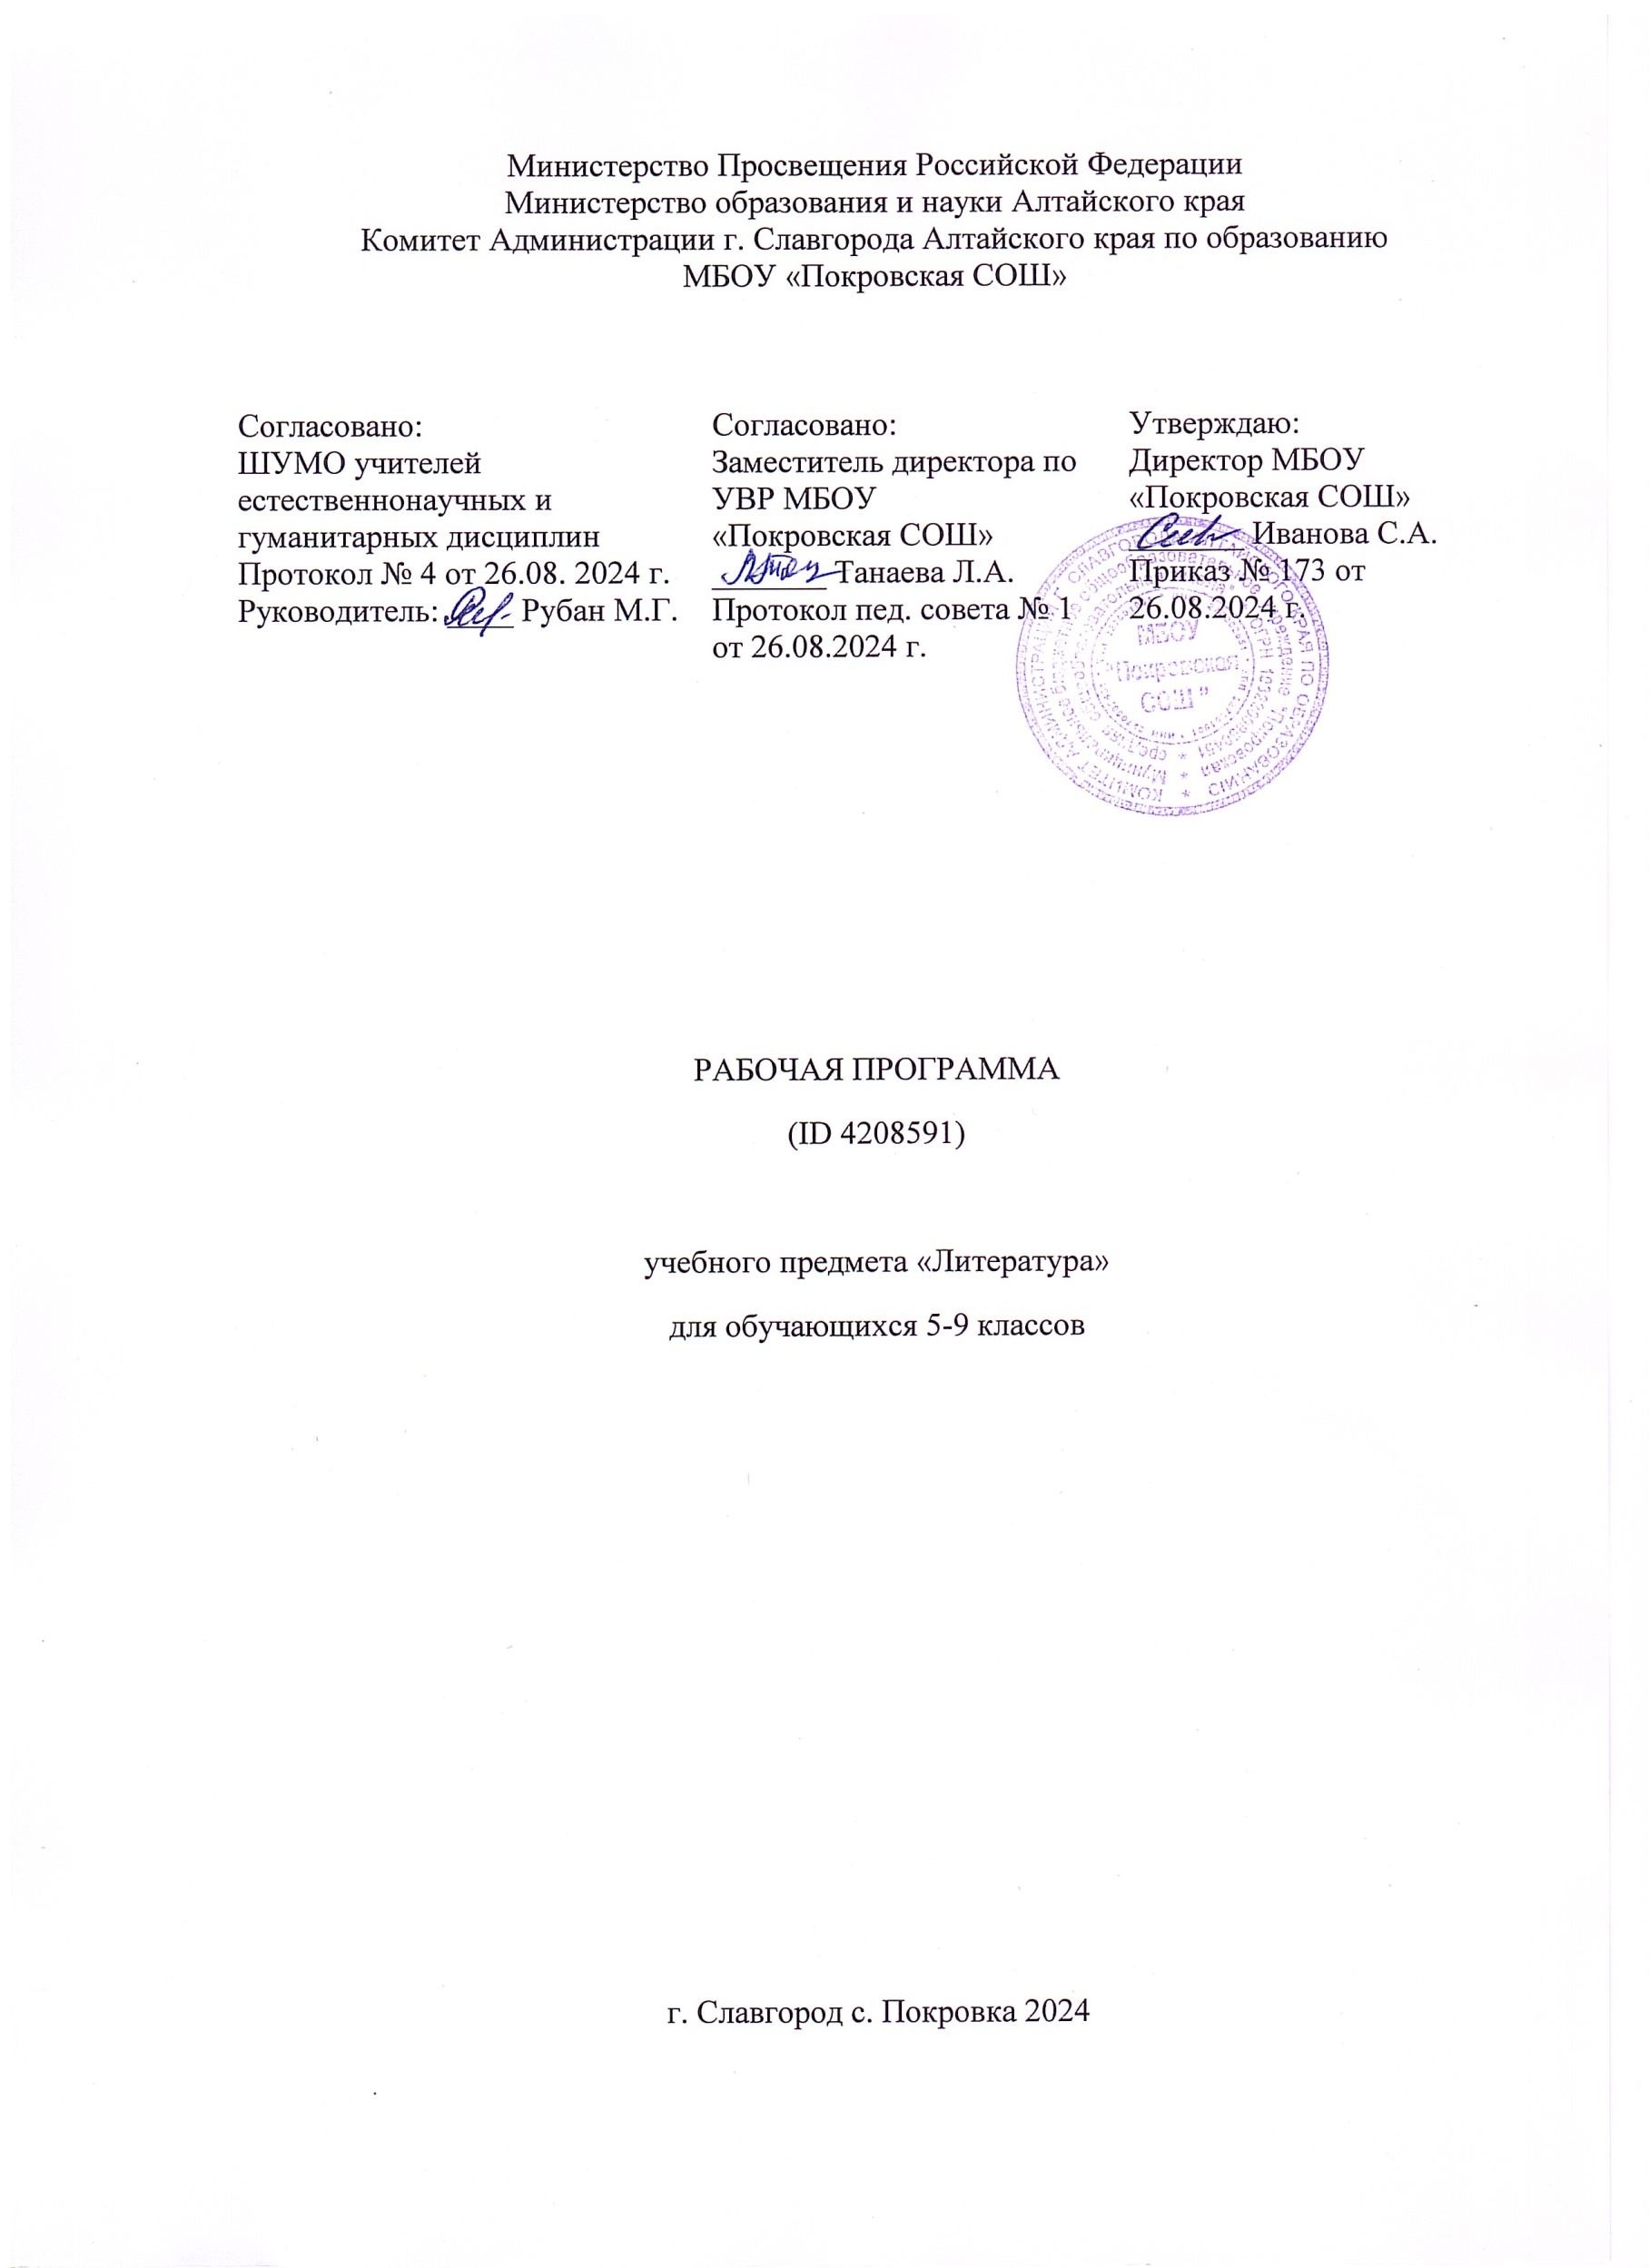 Министерство Просвещения Российской Федерации
Министерство образования и науки Алтайского края
Комитет Администрации г. Славгорода Алтайского края по образованию
МБОУ «Покровская СОШ»
Согласовано:
ШУМО учителей
естественнонаучных и
гуманитарных дисциплин
Протокол № 4 от 26.08. 2024 г.
Руководитель: ____ Рубан М.Г.
Согласовано:
Заместитель директора по
УВР МБОУ
«Покровская СОШ»
_______ Танаева Л.А.
Протокол пед. совета № 1
от 26.08.2024 г.
Утверждаю:
Директор МБОУ
«Покровская СОШ»
_______ Иванова С.А.
Приказ № 173 от
26.08.2024 г.
МБОУ
"Покровская
СОШ"
РАБОЧАЯ ПРОГРАММА
(ID 4208591)
учебного предмета «Литература»
для обучающихся 5-9 классов
г. Славгород с. Покровка 2024